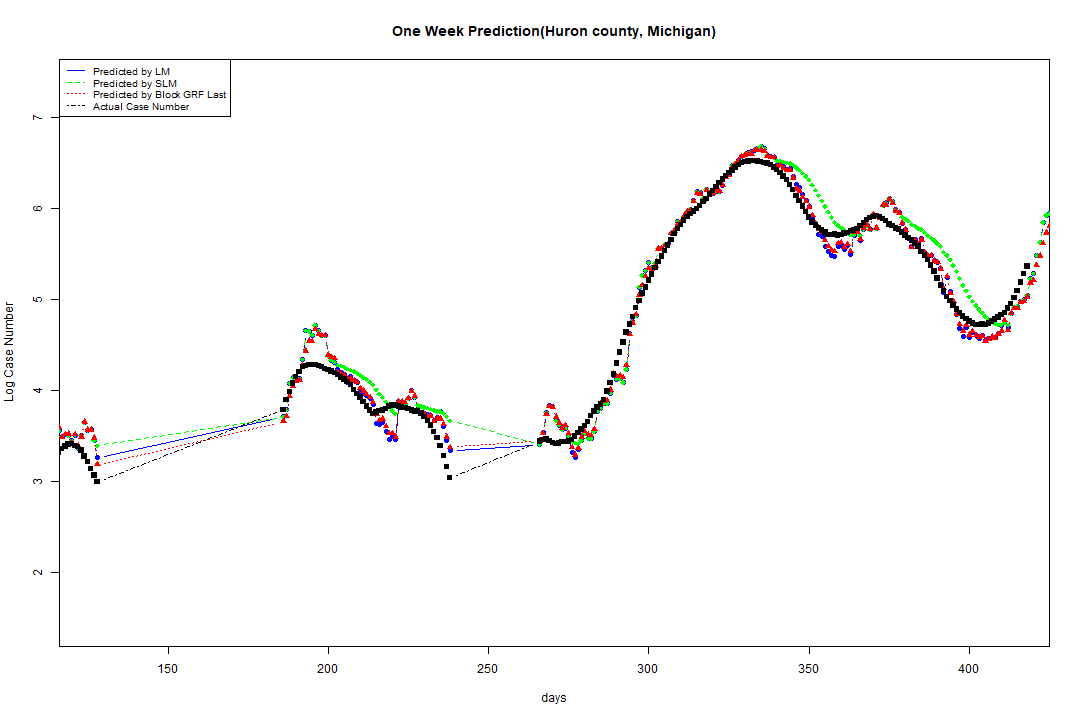 One Week Prediction(Huron county, Michigan)
Predicted by LM
Predicted by SLM
Predicted by Block GRF Last
Actual Case Number
7
6
5
4
3
2
Log Case Number
150 200 250 300 350 400
days